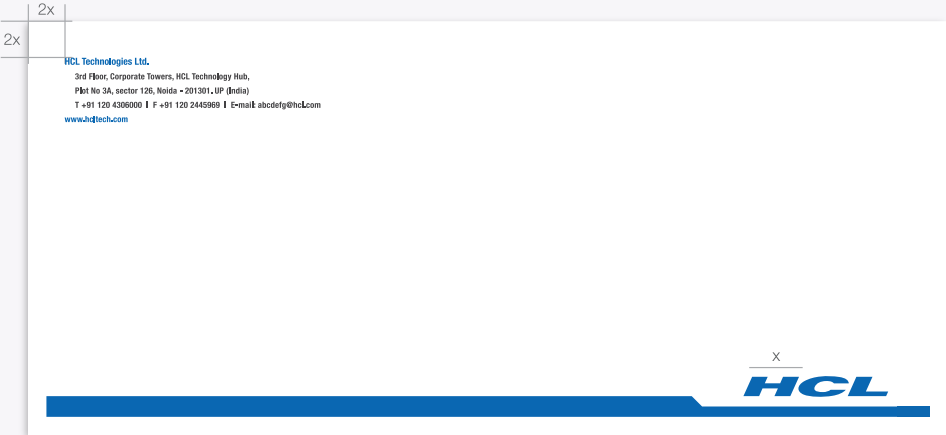 2x
2x
HCL Technologies Ltd.
3rd Floor, Corporate Towers, HCL Technology Hub,
Plot No 3A, sector 126, Noida - 201301. UP (India)
T +91 120 4306000 I F +91 120 2445969 I E-mail: abcdefg@hcl.com
www.hcltech.com
x
HCL